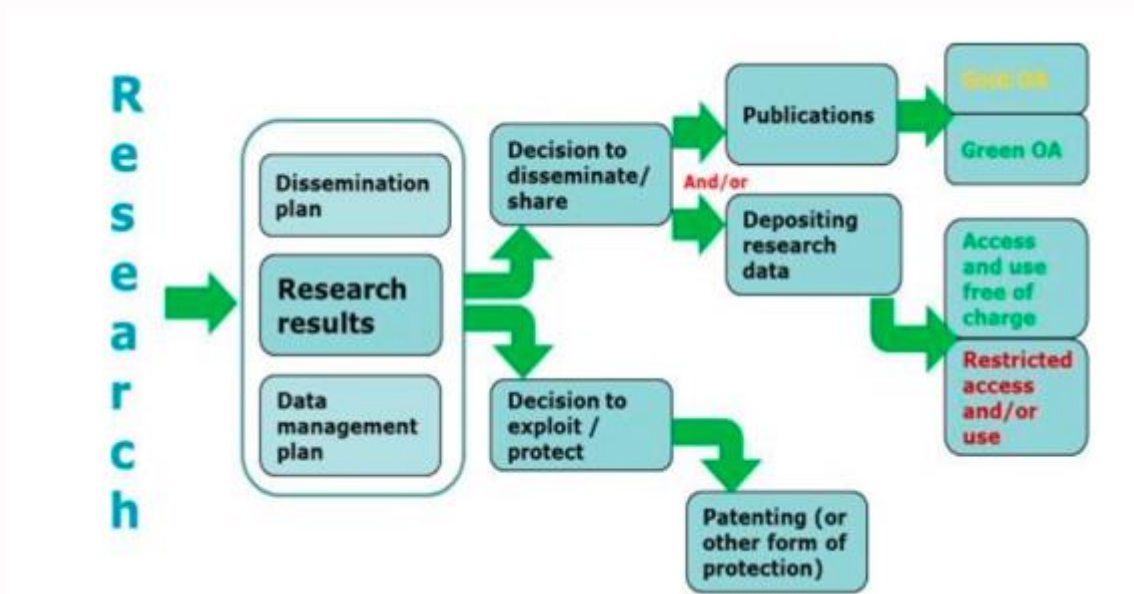 Research
Dissemination
plan
Research
results
Data
management
plan
Decision to
disseminate/
share
Decision to
exploit /
protect
And/or
Publications
Depositing
research
data
Patenting (or
other form of
protection)
Gold OA
Green OA
Access
and use
free of
charge
Restricted
access
and/or
use